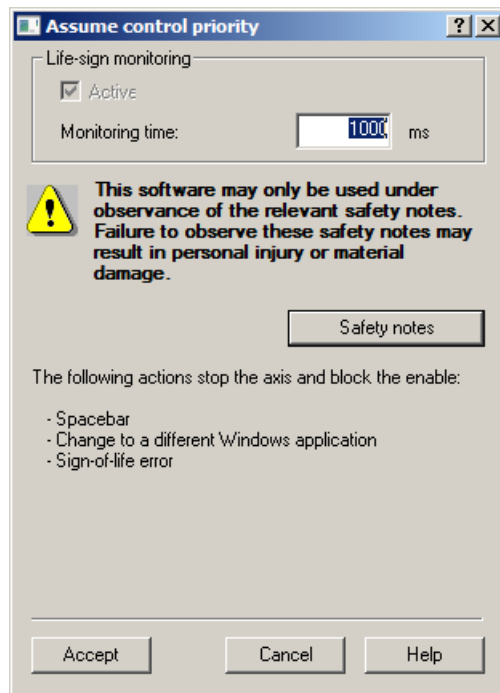 Assume control priority
Life-sign monitoring
Active
Monitoring time: 1000 ms
This software may only be used under
observance of the relevant safety notes.
Failure to observe these safety notes may
result in personal injury or material
damage.
Safety notes
The following actions stop the axis and block the enable:
- Spacebar
- Change to a different Windows application
- Sign-of-life error
Accept Cancel Help